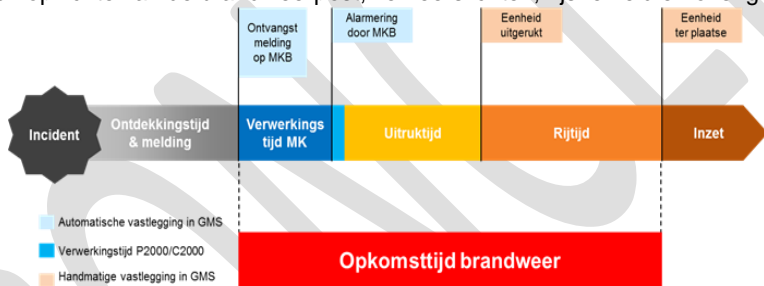 Ontvangst
melding
op MKB
Alarmering
door MKB
Eenheid
uitgerukt
Eenheid
ter plaatse
Incident
Ontdekkingstijd
& melding
Verwerkings
tijd MK
Uitruktijd
Rijtijd
Inzet
Automatische vastlegging in GMS
Verwerkingstijd P2000/C2000
Handmatige vastlegging in GMS
Opkomsttijd brandweer